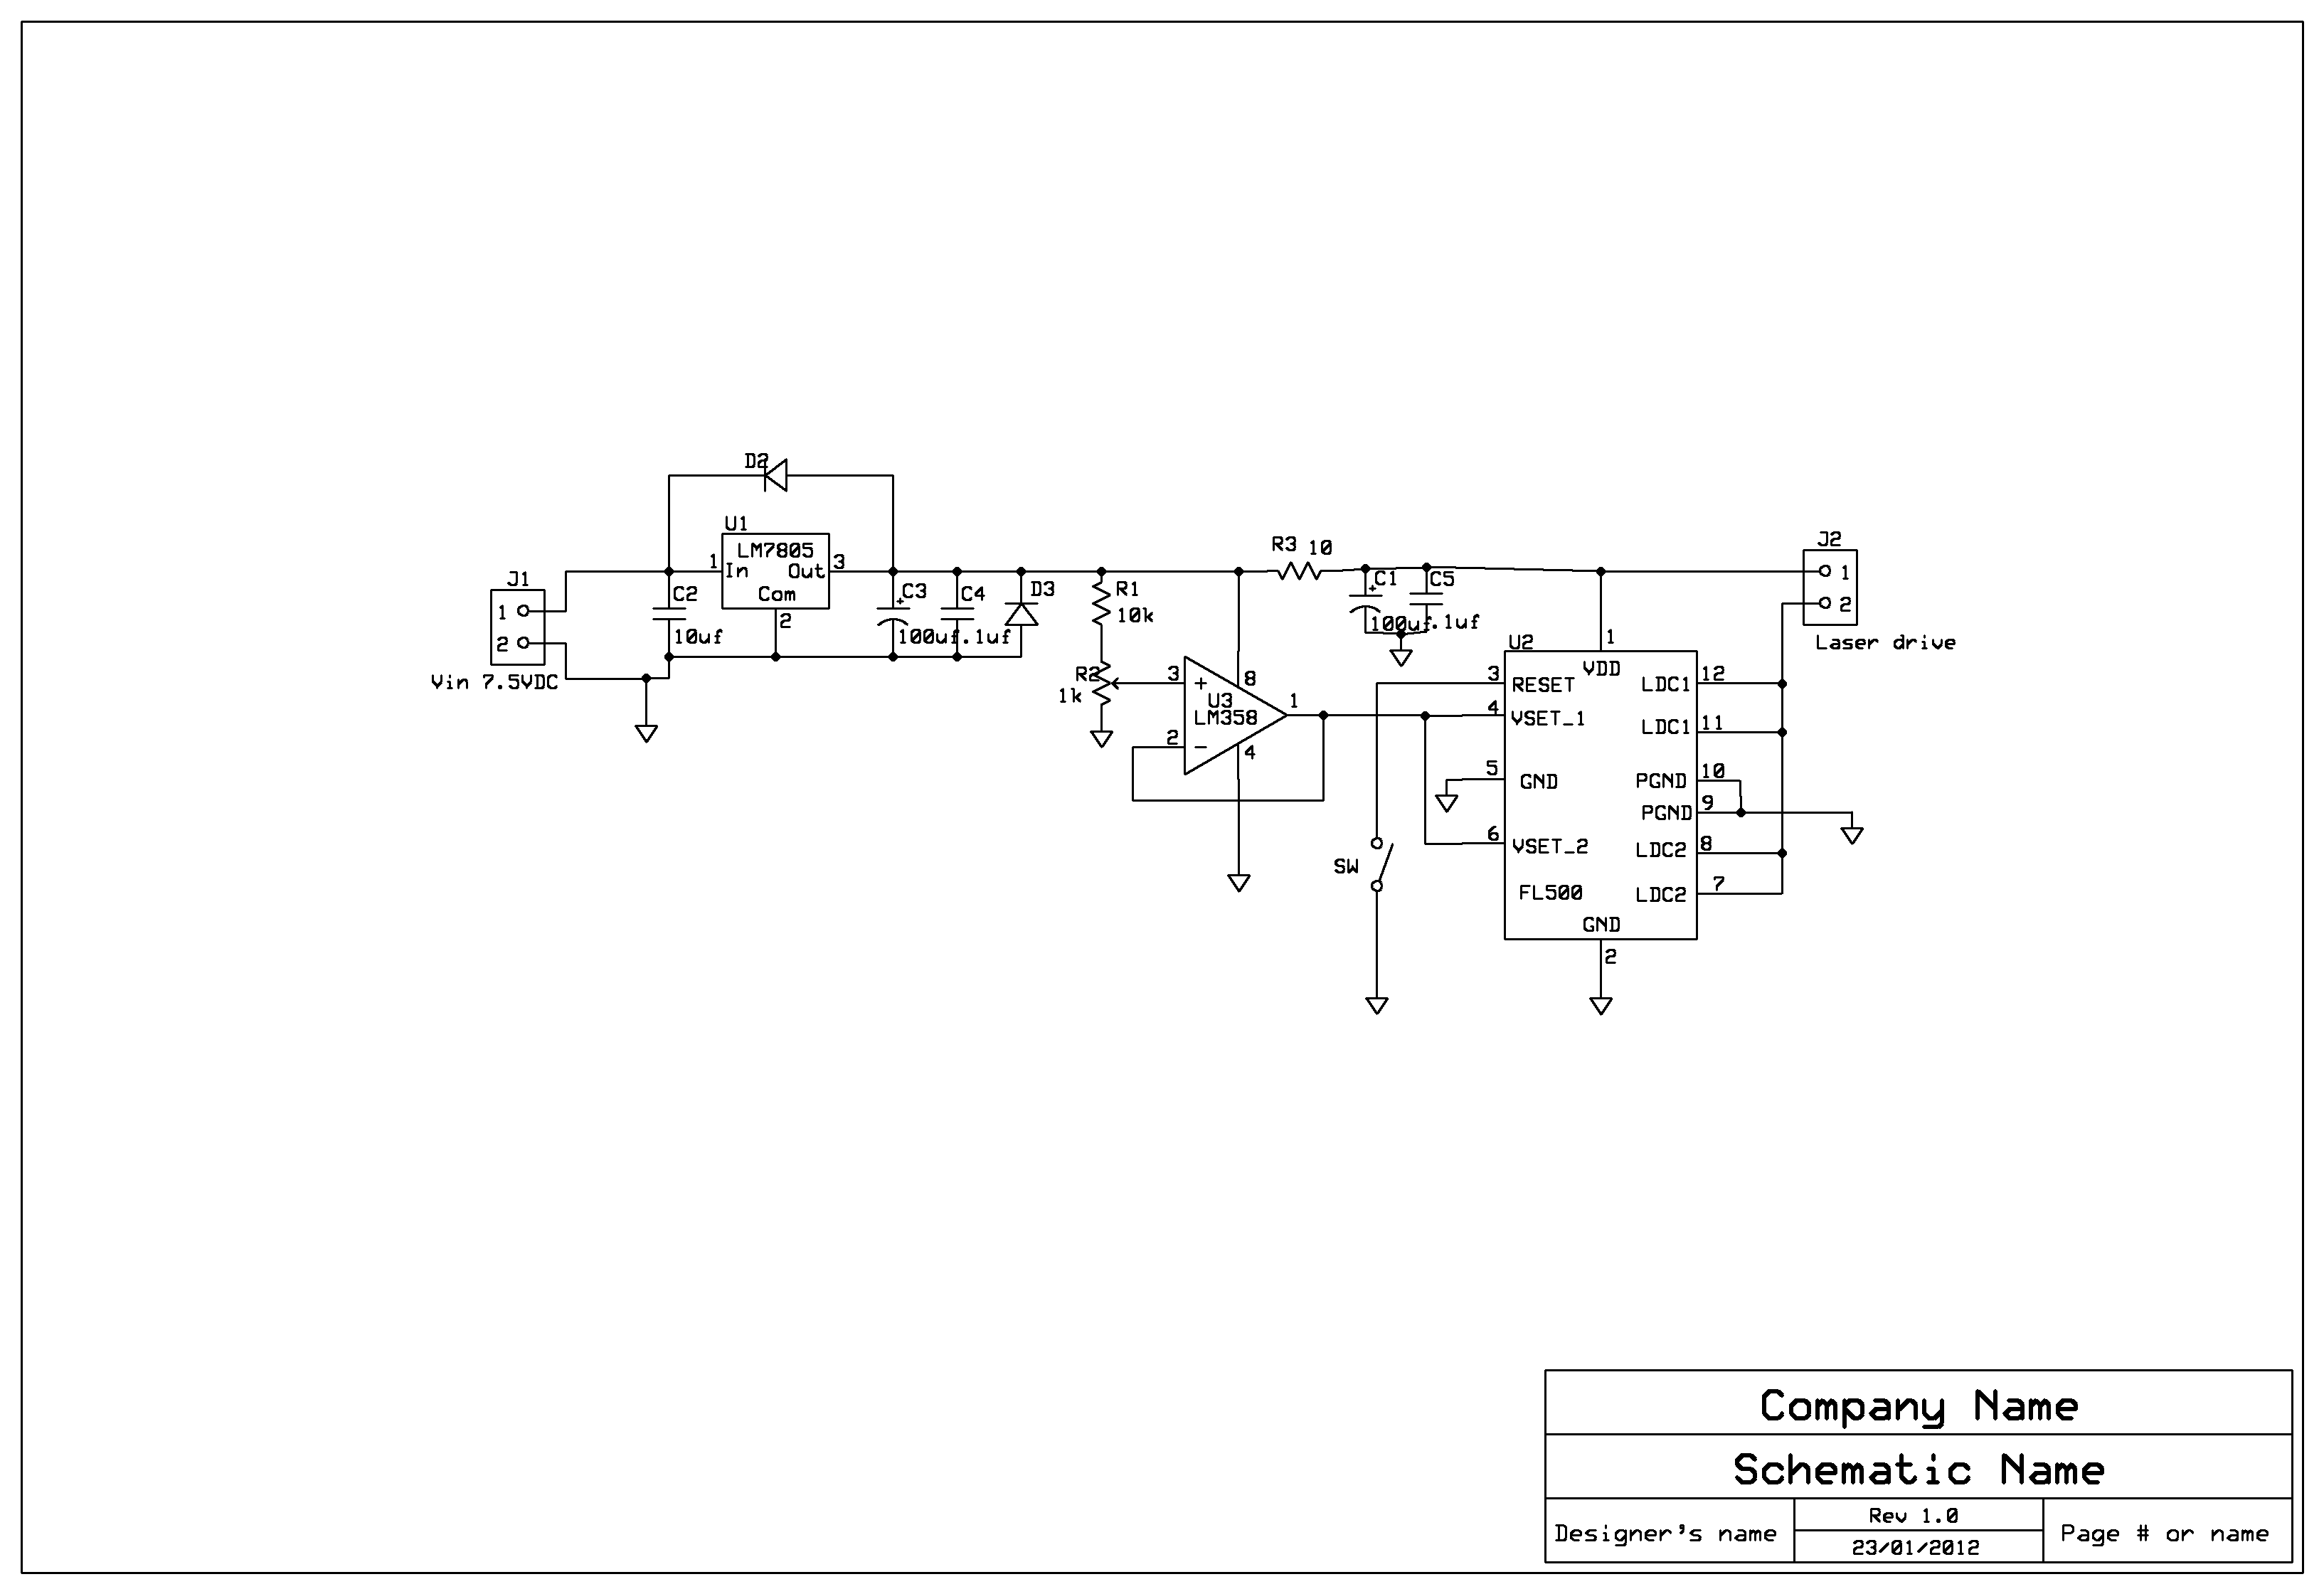 D2
U1
LM7805
1 In Out 3
Com
2
J1
1
2
Vin 7.5VDC
C2
10uf
C3
+
100uf
C4
.1uf
D3
R1
10k
R2
1k
3 +
8
U3
LM358
1
2 -
4
R3 10
C1
+
100uf
C5
.1uf
SW
U2
1
VDD
3 RESET
4 VSET_1
5 GND
6 VSET_2
FL500
GND
2
LDC1 12
LDC1 11
PGND 10
PGND 9
LDC2 8
LDC2 7
J2
1
2
Laser drive
Company Name
Schematic Name
Designer's name
Rev 1.0
23/01/2012
Page # or name